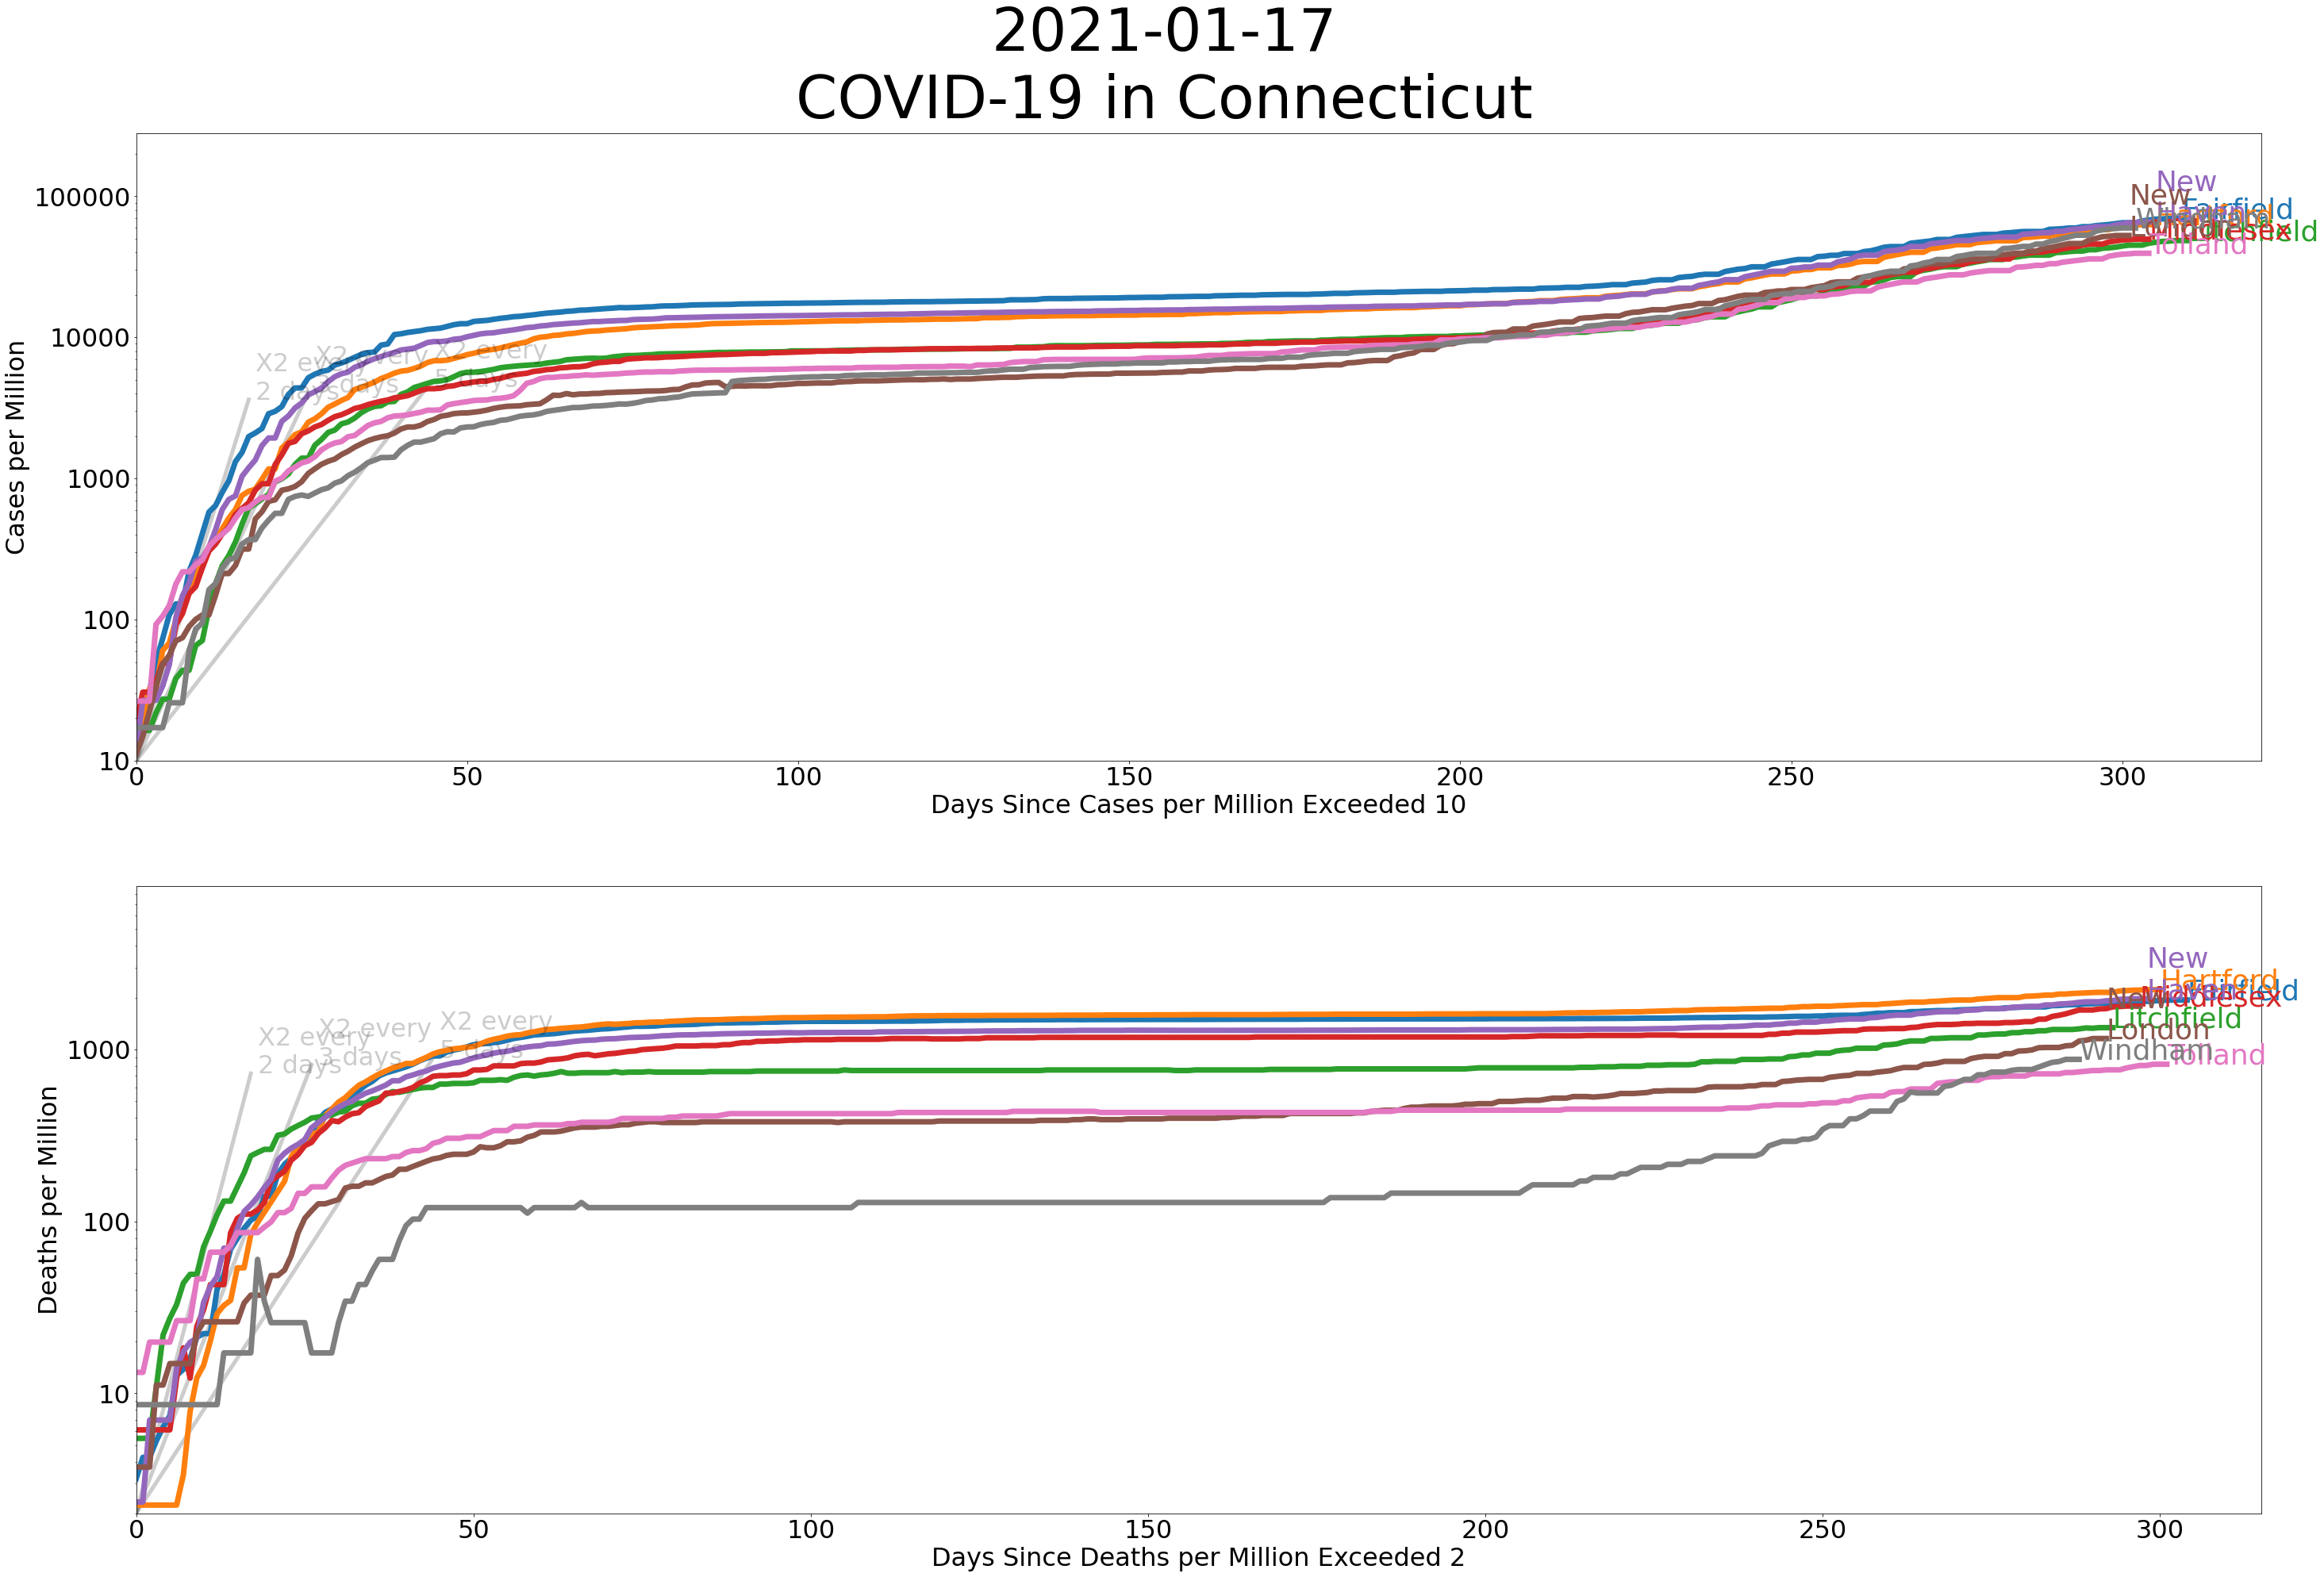 2021-01-17
COVID-19 in Connecticut
Cases per Million
100000
10000
1000
100
10
X2 every
2 days
X2 every
3 days
X2 every
5 days
New
Haven
New
London
Fairfield
Hartford
Windham
Middlesex
Litchfield
Tolland
0 50 100 150 200 250 300
Days Since Cases per Million Exceeded 10
Deaths per Million
1000
100
10
X2 every
2 days
X2 every
3 days
X2 every
5 days
New
Haven
Hartford
Fairfield
Middlesex
New
London
Litchfield
Windham
Tolland
0 50 100 150 200 250 300
Days Since Deaths per Million Exceeded 2